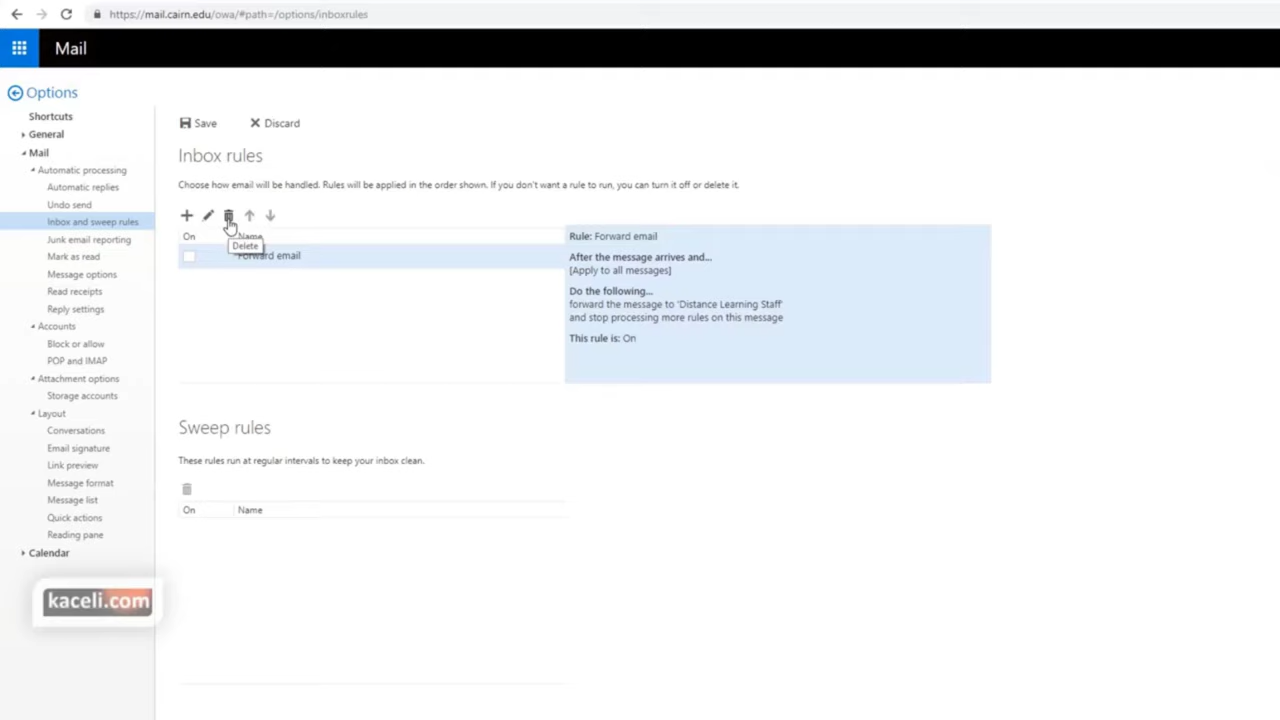 https://mail.cairn.edu/owa/#path=/options/inboxrules
Mail
Options
Shortcuts
General
Mail
Automatic processing
Automatic replies
Undo send
Inbox and sweep rules
Junk email reporting
Mark as read
Message options
Read receipts
Reply settings
Accounts
Block or allow
POP and IMAP
Attachment options
Storage accounts
Layout
Conversations
Email signature
Link preview
Message format
Message list
Quick actions
Reading pane
Calendar
kaceli.com
Save Discard
Inbox rules
Choose how email will be handled. Rules will be applied in the order shown. If you don't want a rule to run, you can turn it off or delete it.
On Name
Delete
Forward email
Rule: Forward email
After the message arrives and...
[Apply to all messages]
Do the following...
forward the message to 'Distance Learning Staff'
and stop processing more rules on this message
This rule is: On
Sweep rules
These rules run at regular intervals to keep your inbox clean.
On Name